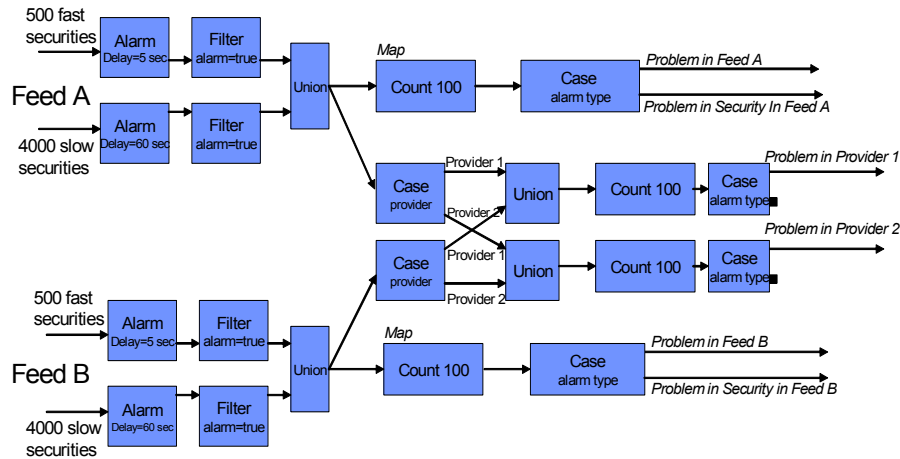 500 fast
securities
Alarm
Delay=5 sec
Filter
alarm=true
Feed A
Alarm
Delay=60 sec
Filter
alarm=true
4000 slow
securities
Union
Map
Count 100
Case
alarm type
Problem in Feed A
Problem in Security In Feed A
Case
provider
Provider 1
Provider 2
Union
Count 100
Case
alarm type
Problem in Provider 1
Case
provider
Provider 1
Provider 2
Union
Count 100
Case
alarm type
Problem in Provider 2
500 fast
securities
Alarm
Delay=5 sec
Filter
alarm=true
Feed B
Alarm
Delay=60 sec
Filter
alarm=true
4000 slow
securities
Union
Map
Count 100
Case
alarm type
Problem in Feed B
Problem in Security in Feed B